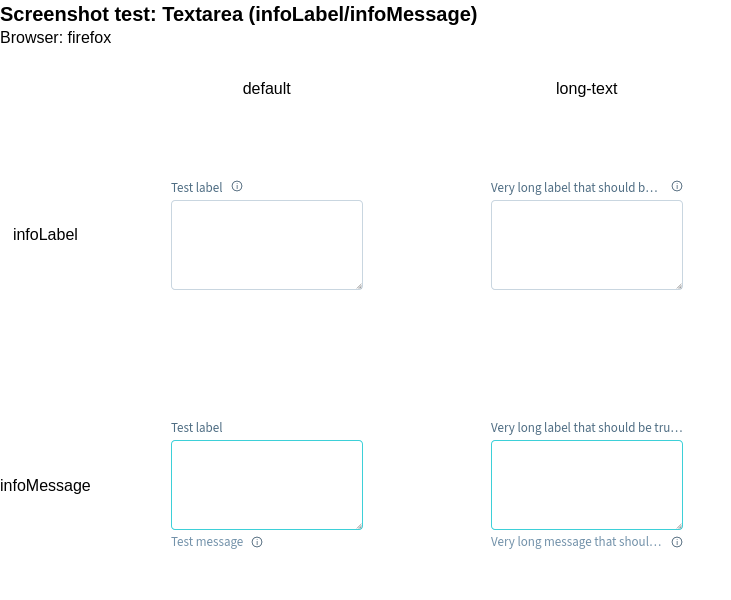 Screenshot test: Textarea (infoLabel/infoMessage)
Browser: firefox
default long-text
Test label Very long label that should b…
infoLabel
Test label Very long label that should be tru…
infoMessage
Test message Very long message that shoul…